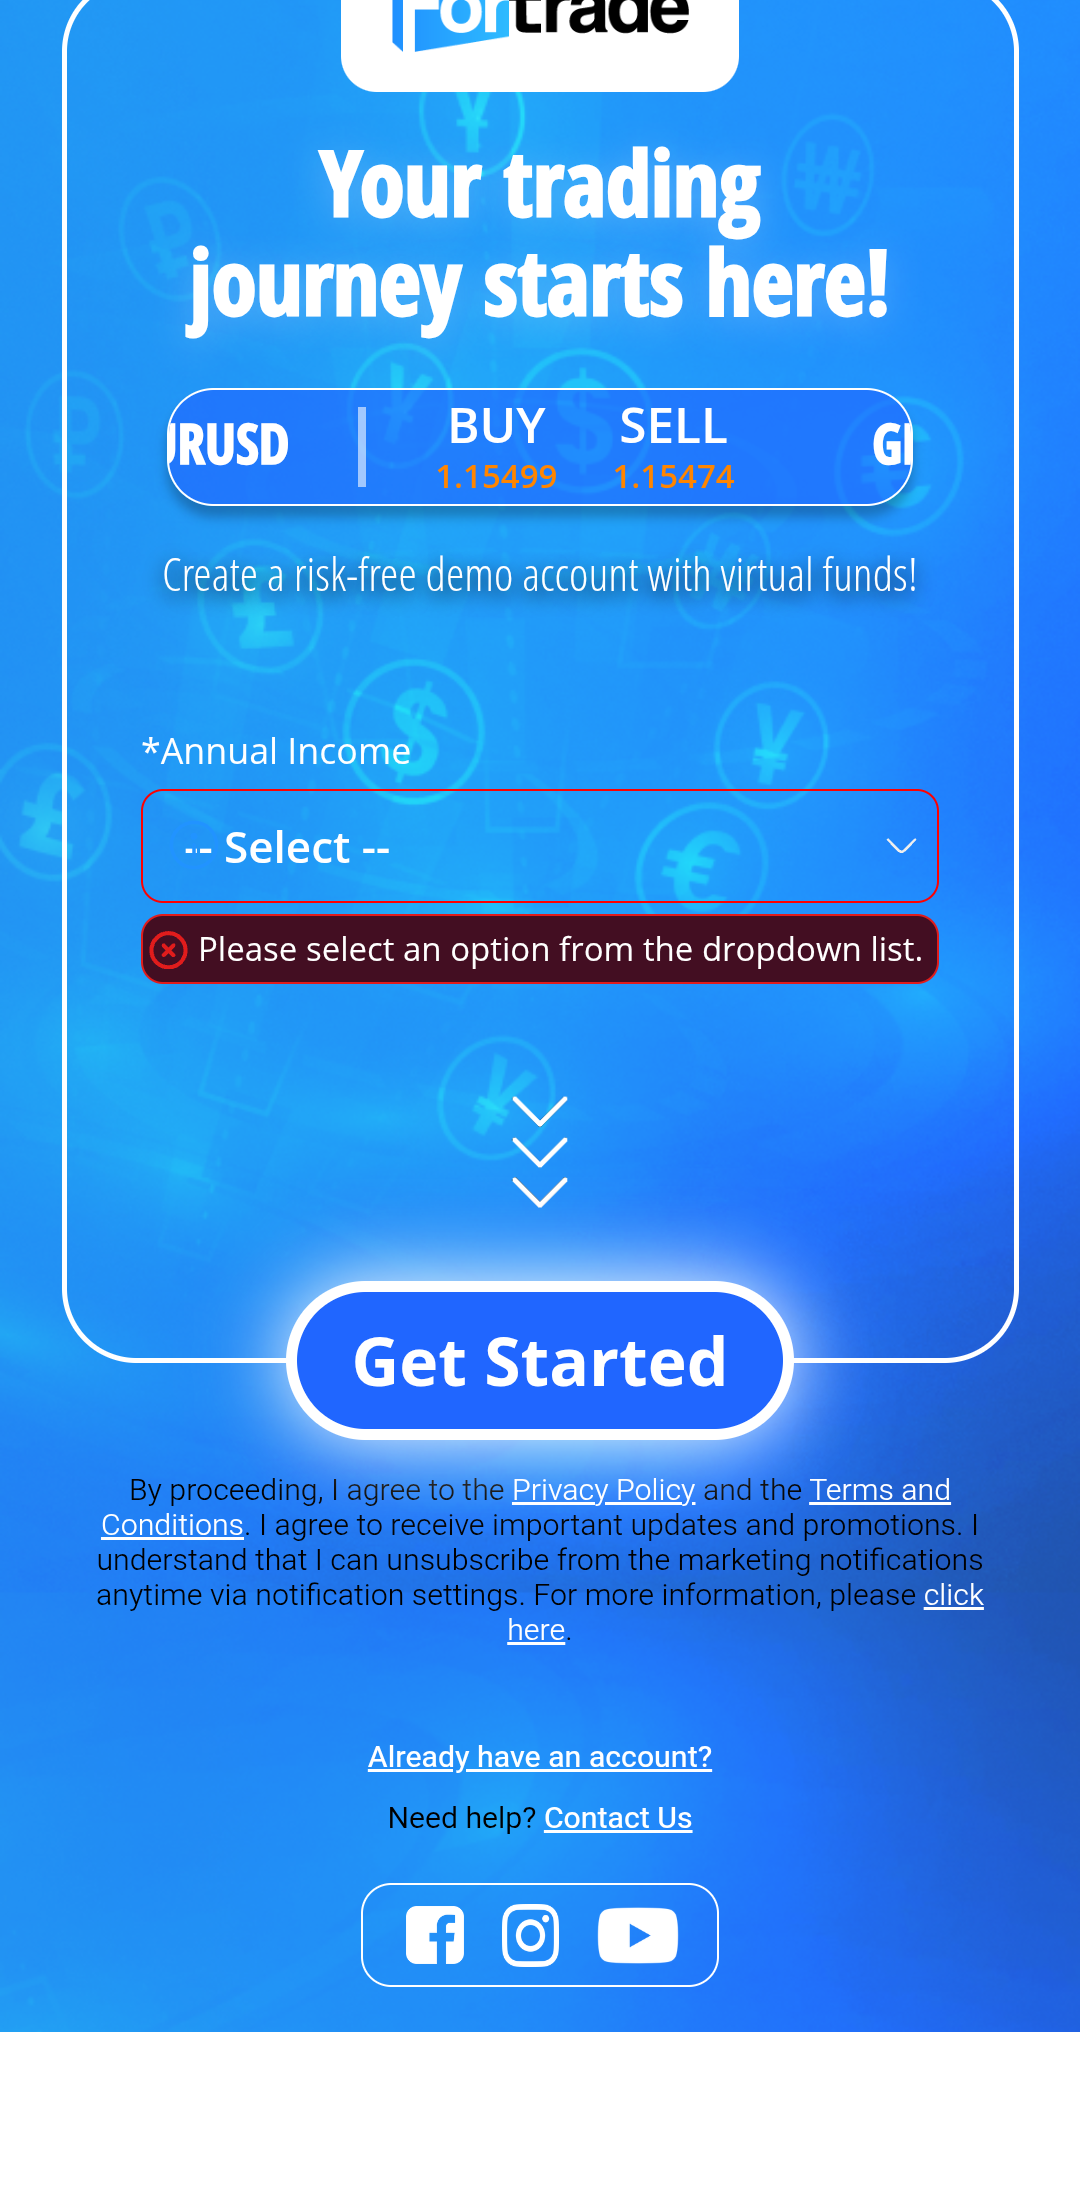 Fortrade
Your trading
journey starts here!
URUSD
BUY SELL
1.15499 1.15474
Create a risk-free demo account with virtual funds!
*Annual Income
-- Select --
Please select an option from the dropdown list.
Get Started
By proceeding, I agree to the Privacy Policy and the Terms and
Conditions. I agree to receive important updates and promotions. I
understand that I can unsubscribe from the marketing notifications
anytime via notification settings. For more information, please click
here.
Already have an account?
Need help? Contact Us